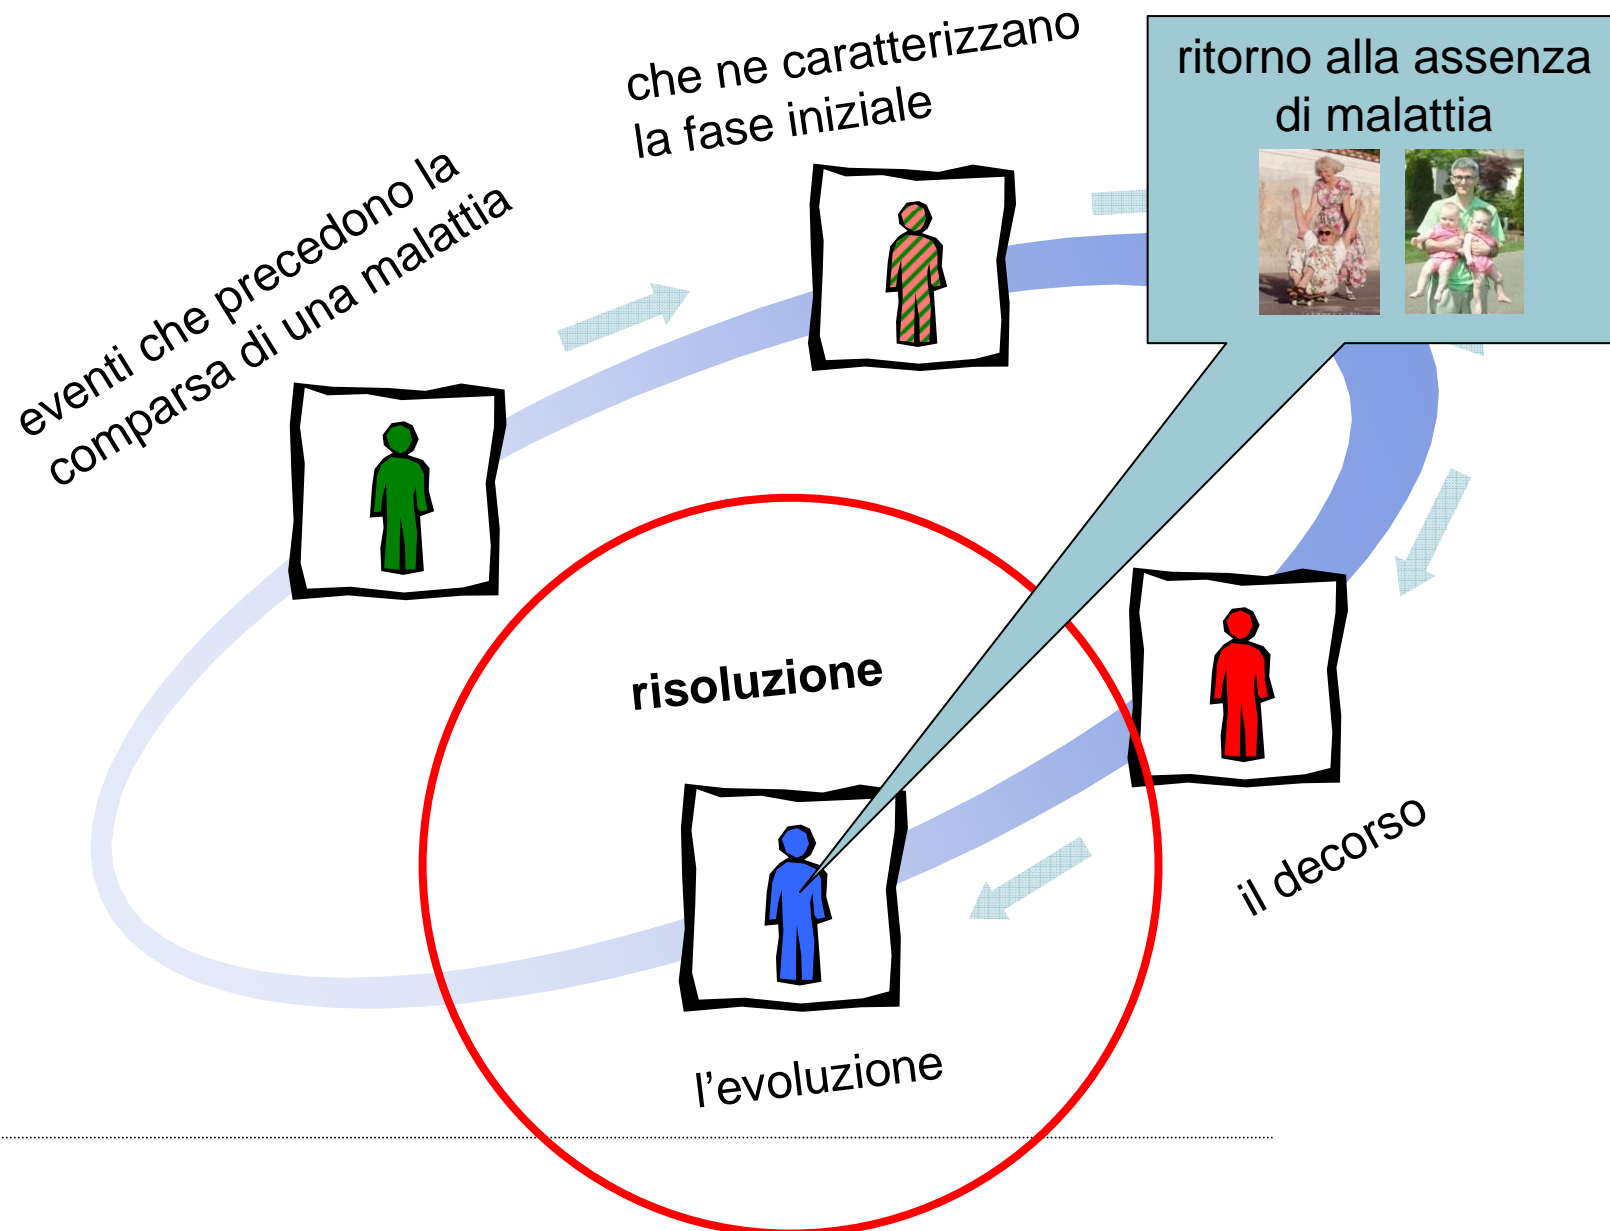 che ne caratterizzano
la fase iniziale
ritorno alla assenza
di malattia
eventi che precedono la
comparsa di una malattia
risoluzione
il decorso
l’evoluzione